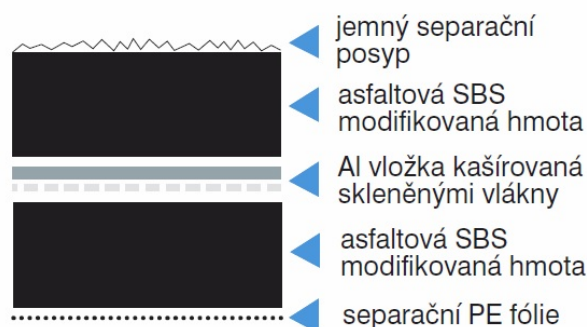 jemný separační
posyp
asfaltová SBS
modifikovaná hmota
Al vložka kašírovaná
skleněnými vlákny
asfaltová SBS
modifikovaná hmota
separační PE fólie